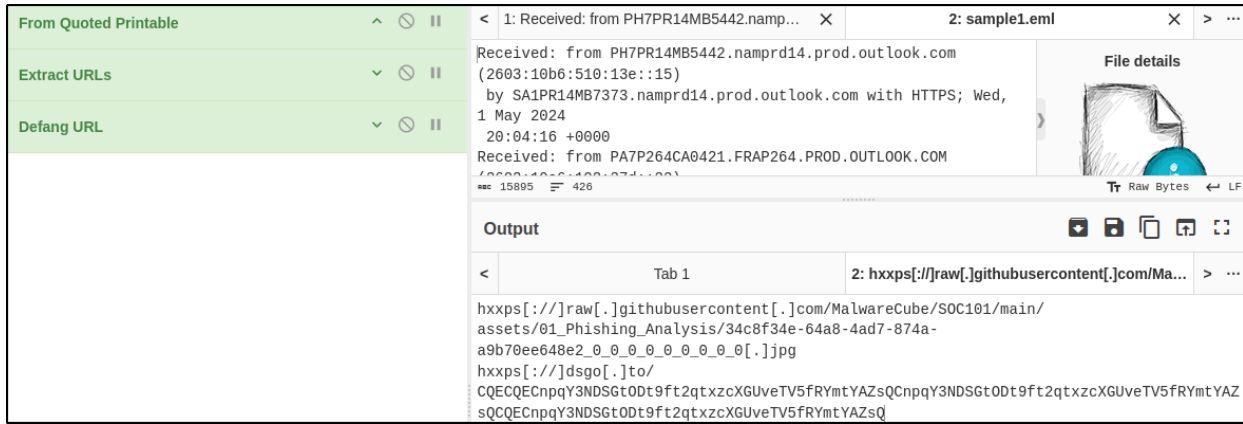 From Quoted Printable
Extract URLs
Defang URL
< 1: Received: from PH7PR14MB5442.namp... X 2: sample1.eml X > ...
Received: from PH7PR14MB5442.namprd14.prod.outlook.com
(2603:10b6:510:13e::15)
by SA1PR14MB7373.namprd14.prod.outlook.com with HTTPS; Wed,
1 May 2024
20:04:16 +0000
Received: from PA7P264CA0421.FRAP264.PROD.OUTLOOK.COM
File details
ABC 15895 426
Tт Raw Bytes LF
Output
< Tab 1 2: hxxps[://]raw[.]githubusercontent[.]com/Ma... > ...
hxxps[://]raw[.]githubusercontent[.]com/MalwareCube/SOC101/main/
assets/01_Phishing_Analysis/34c8f34e-64a8-4ad7-874a-
a9b70ee648e2_0_0_0_0_0_0_0_0_0[.]jpg
hxxps[://]dsgo[.]to/
CQECQECnpqY3NDSGtODt9ft2qtxzcXGUveTV5fRYmtYAZsQCnpqY3NDSGtODt9ft2qtxzcXGUveTV5fRYmtYAZ
sQCQECnpqY3NDSGtODt9ft2qtxzcXGUveTV5fRYmtYAZsQ